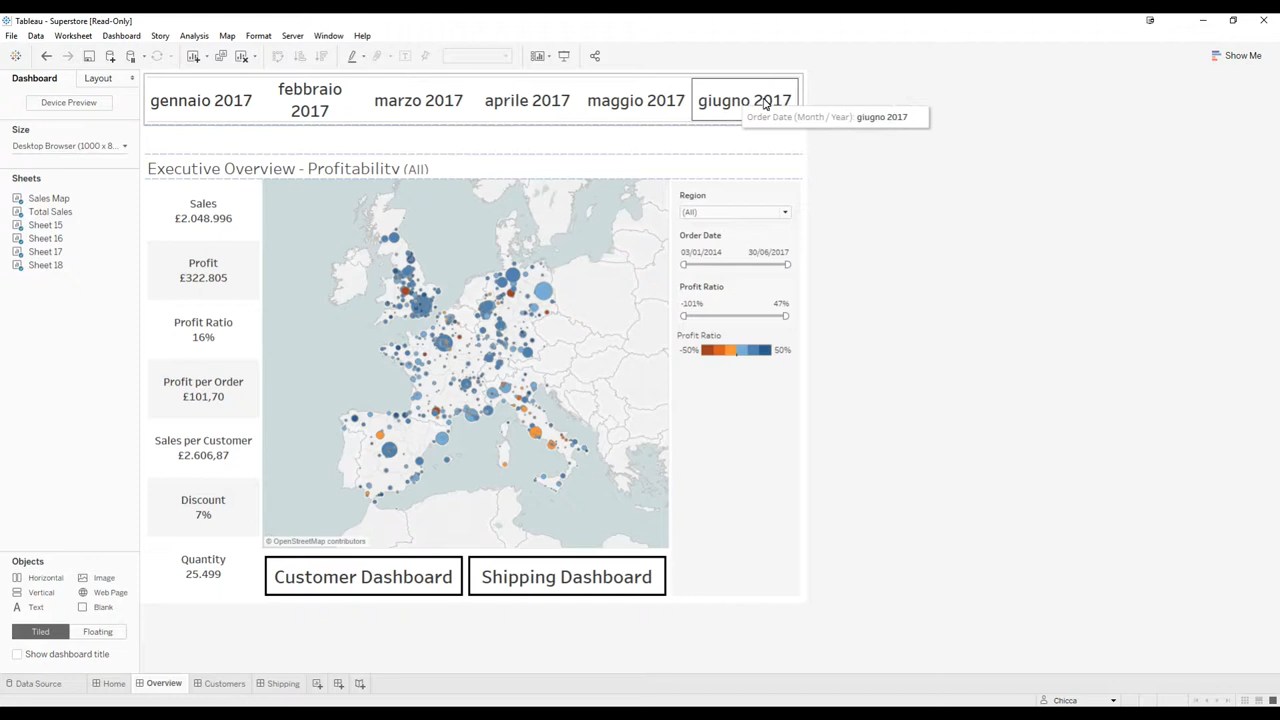 Tableau - Superstore [Read-Only]
File Data Worksheet Dashboard Story Analysis Map Format Server Window Help
Show Me
Dashboard Layout
Device Preview
Size
Desktop Browser (1000 x 8...
Sheets
Sales Map
Total Sales
Sheet 15
Sheet 16
Sheet 17
Sheet 18
Objects
Horizontal Image
Vertical Web Page
Text Blank
Tiled Floating
Show dashboard title
gennaio 2017
febbraio
2017
marzo 2017
aprile 2017
maggio 2017
giugno 2017
Order Date (Month / Year): giugno 2017
Executive Overview - Profitability (All)
Sales
£2.048.996
Profit
£322.805
Profit Ratio
16%
Profit per Order
£101,70
Sales per Customer
£2.606,87
Discount
7%
Quantity
25.499
© OpenStreetMap contributors
Customer Dashboard
Shipping Dashboard
Region
(All)
Order Date
03/01/2014 30/06/2017
Profit Ratio
-101% 47%
Profit Ratio
-50% 50%
Data Source Home Overview Customers Shipping
Chicca